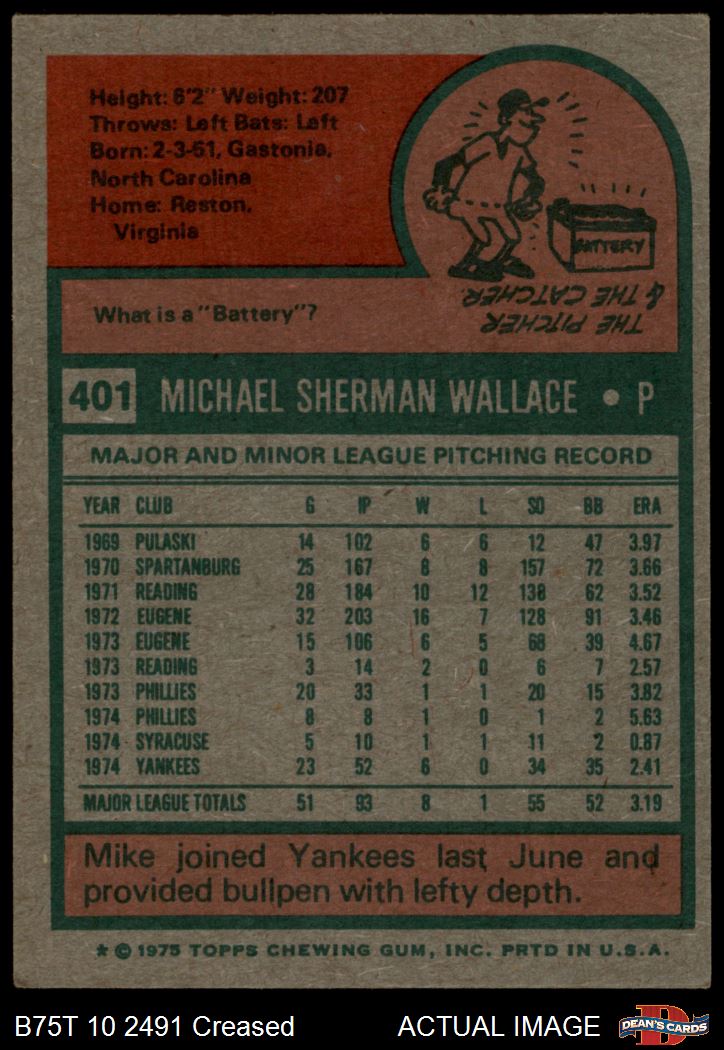 Height: 6'2" Weight: 207
Throws: Left Bats: Left
Born: 2-3-51, Gastonia,
North Carolina
Home: Reston,
Virginia
BATTERY
THE PITCHER
& THE CATCHER.
What is a "Battery"?
401 MICHAEL SHERMAN WALLACE • P
MAJOR AND MINOR LEAGUE PITCHING RECORD
YEAR CLUB G IP W L SO BB ERA
1969 PULASKI 14 102 6 6 12 47 3.97
1970 SPARTANBURG 25 167 8 8 157 72 3.66
1971 READING 28 184 10 12 138 62 3.52
1972 EUGENE 32 203 16 7 128 91 3.46
1973 EUGENE 15 106 6 5 68 39 4.67
1973 READING 3 14 2 0 6 7 2.57
1973 PHILLIES 20 33 1 1 20 15 3.82
1974 PHILLIES 8 8 1 0 1 2 5.63
1974 SYRACUSE 5 10 1 1 11 2 0.87
1974 YANKEES 23 52 6 0 34 35 2.41
MAJOR LEAGUE TOTALS 51 93 8 1 55 52 3.19
Mike joined Yankees last June and
provided bullpen with lefty depth.
* © 1975 TOPPS CHEWING GUM, INC. PRTD IN U.S.A.
B75T 10 2491 Creased ACTUAL IMAGE
D
DEAN'S CARDS